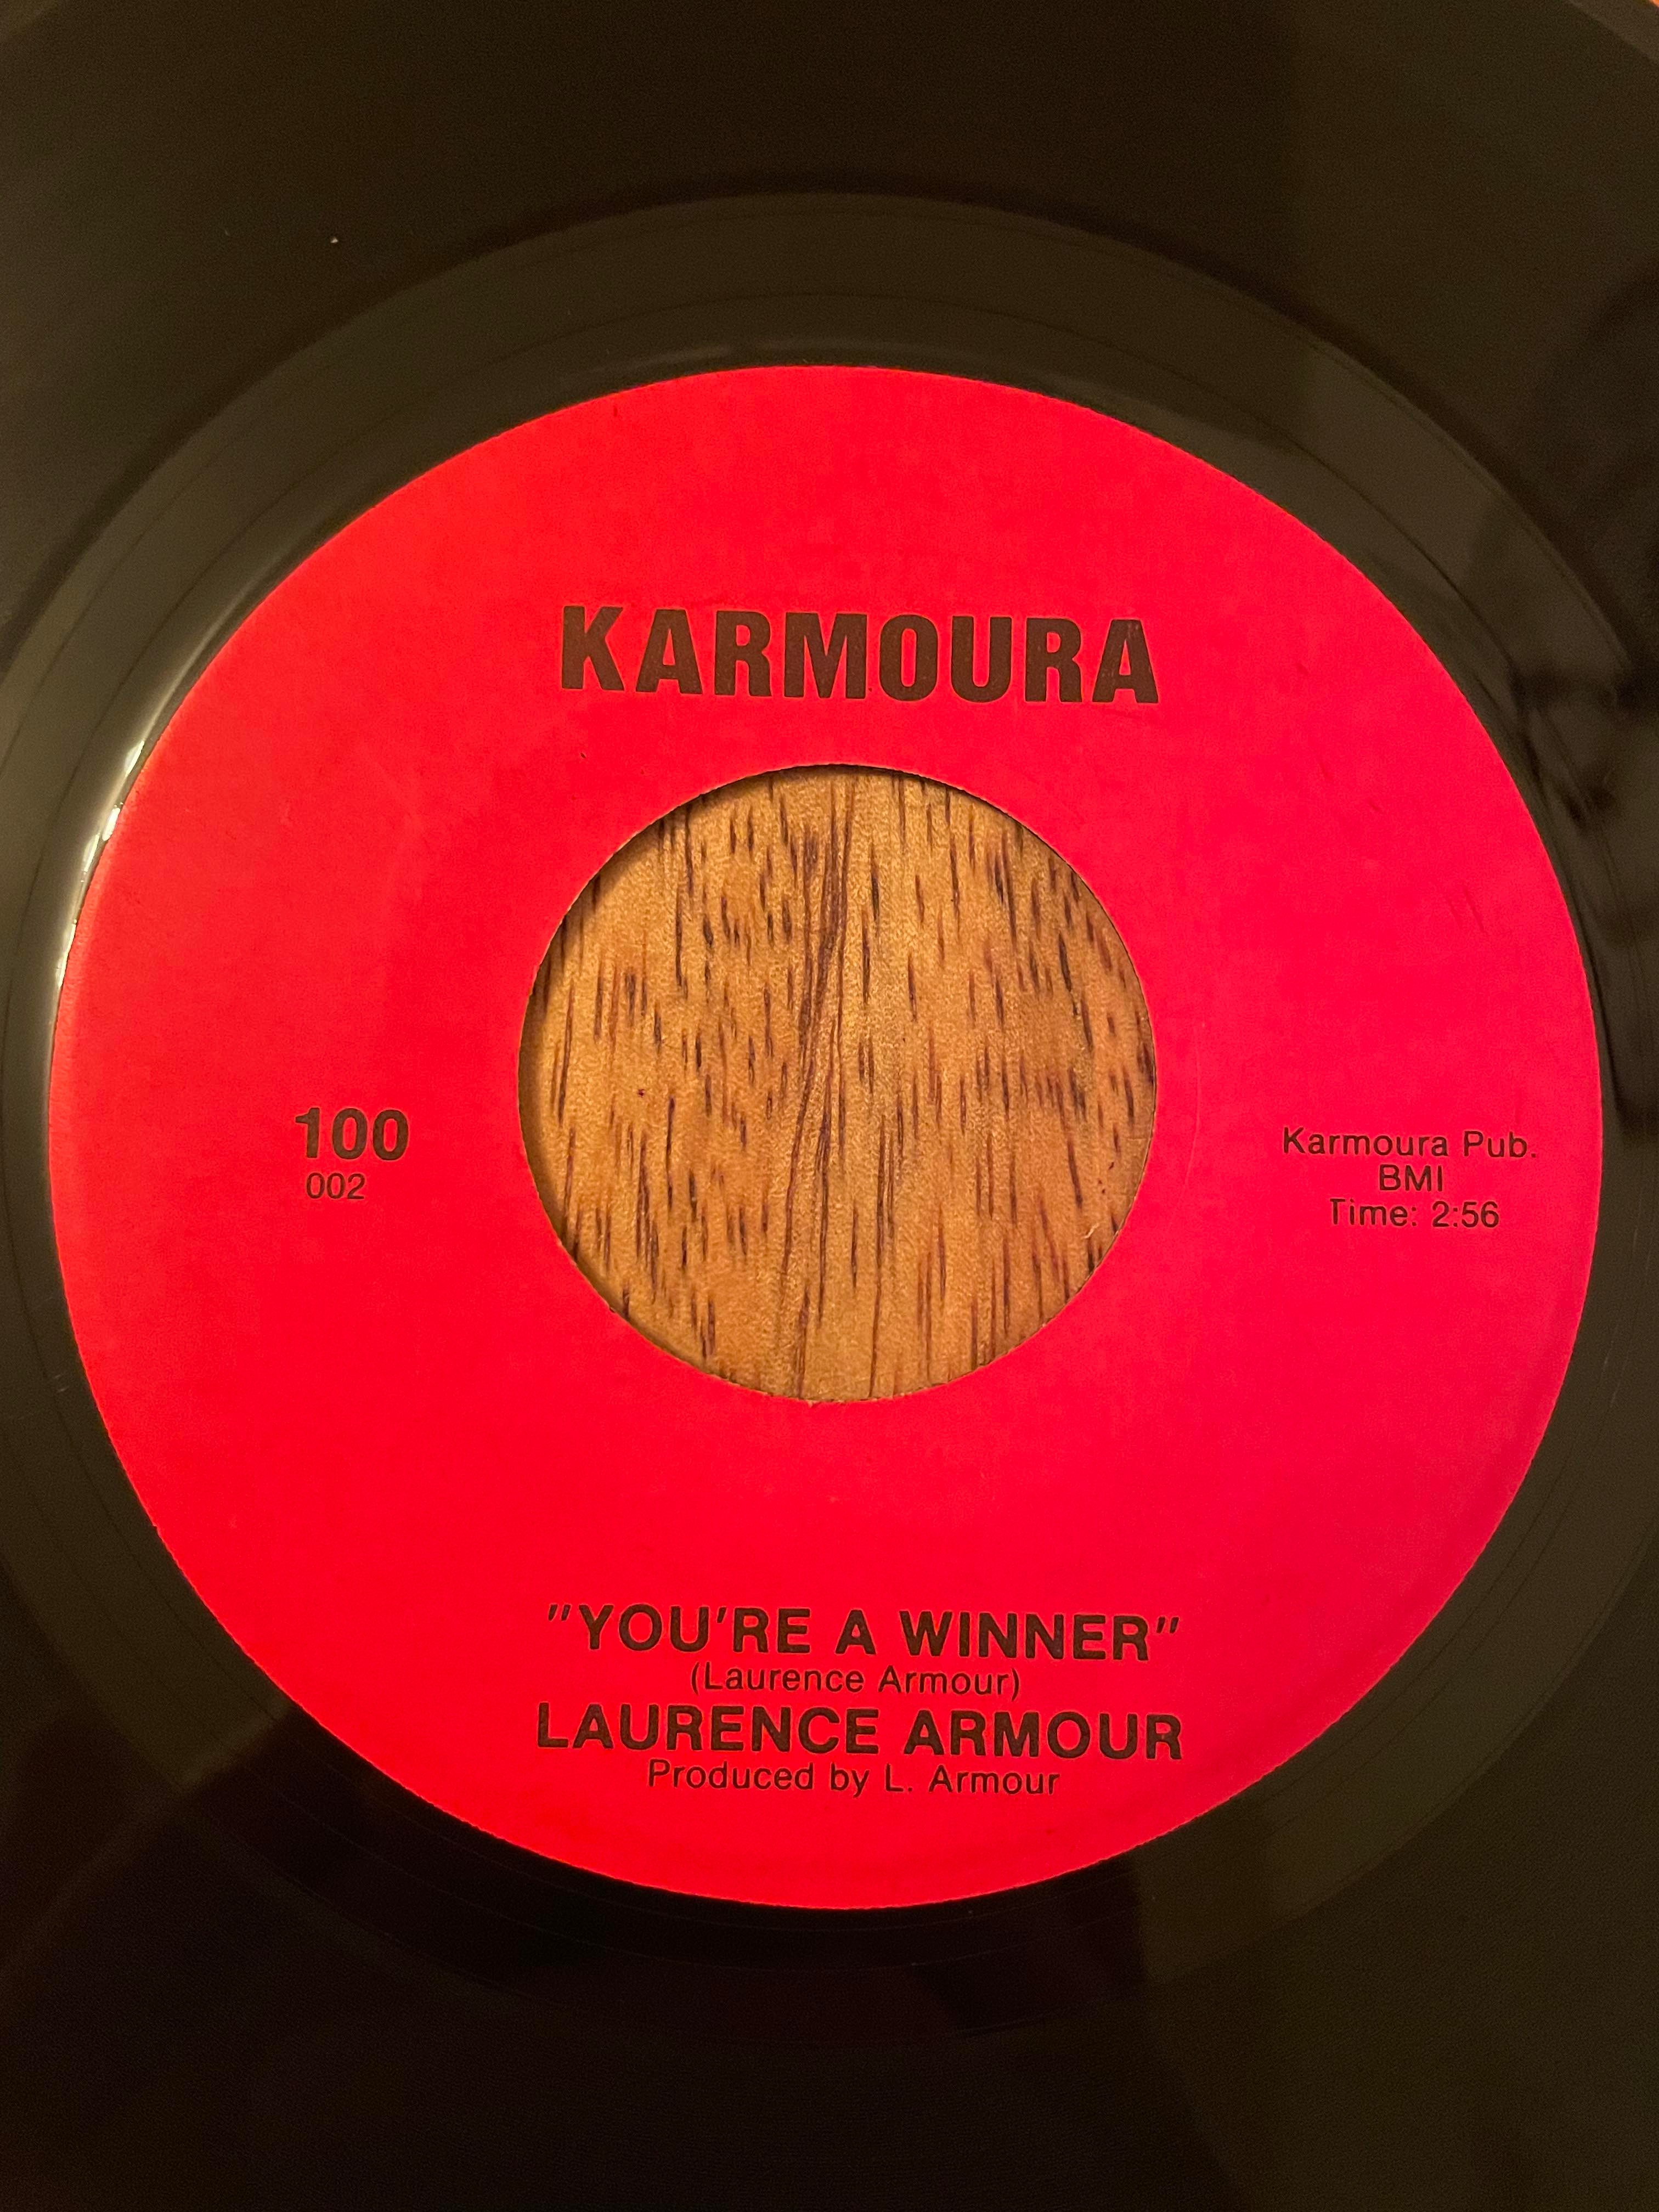 KARMOURA
100
002
Karmoura Pub.
BMI
Time: 2:56
"YOU'RE A WINNER"
(Laurence Armour)
LAURENCE ARMOUR
Produced by L. Armour